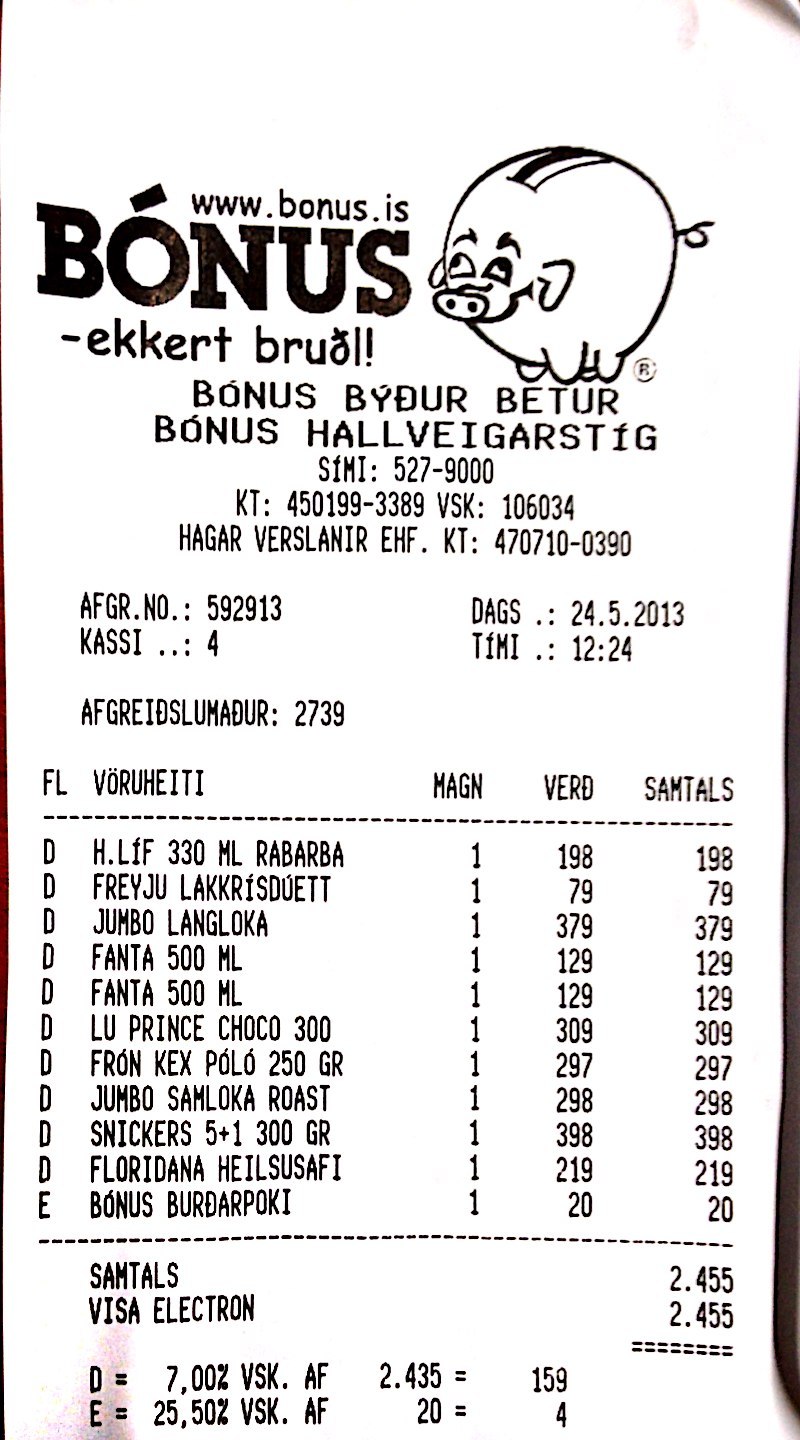 www.bonus.is
BÓNUS
-ekkert bruðl!
®
BÓNUS BÝÐUR BETUR
BÓNUS HALLVEIGARSTÍG
SÍMI: 527-9000
KT: 450199-3389 VSK: 106034
HAGAR VERSLANIR EHF. KT: 470710-0390
AFGR.NO.: 592913 DAGS .: 24.5.2013
KASSI ..: 4 TÍMI .: 12:24
AFGREIÐSLUMAÐUR: 2739
FL VÖRUHEITI MAGN VERÐ SAMTALS
D H.LÍF 330 ML RABARBA 1 198 198
D FREYJU LAKKRÍSDÚETT 1 79 79
D JUMBO LANGLOKA 1 379 379
D FANTA 500 ML 1 129 129
D FANTA 500 ML 1 129 129
D LU PRINCE CHOCO 300 1 309 309
D FRÓN KEX PÓLÓ 250 GR 1 297 297
D JUMBO SAMLOKA ROAST 1 298 298
D SNICKERS 5+1 300 GR 1 398 398
D FLORIDANA HEILSUSAFI 1 219 219
E BÓNUS BURÐARPOKI 1 20 20
SAMTALS 2.455
VISA ELECTRON 2.455
========
D = 7,00% VSK. AF 2.435 = 159
E = 25,50% VSK. AF 20 = 4